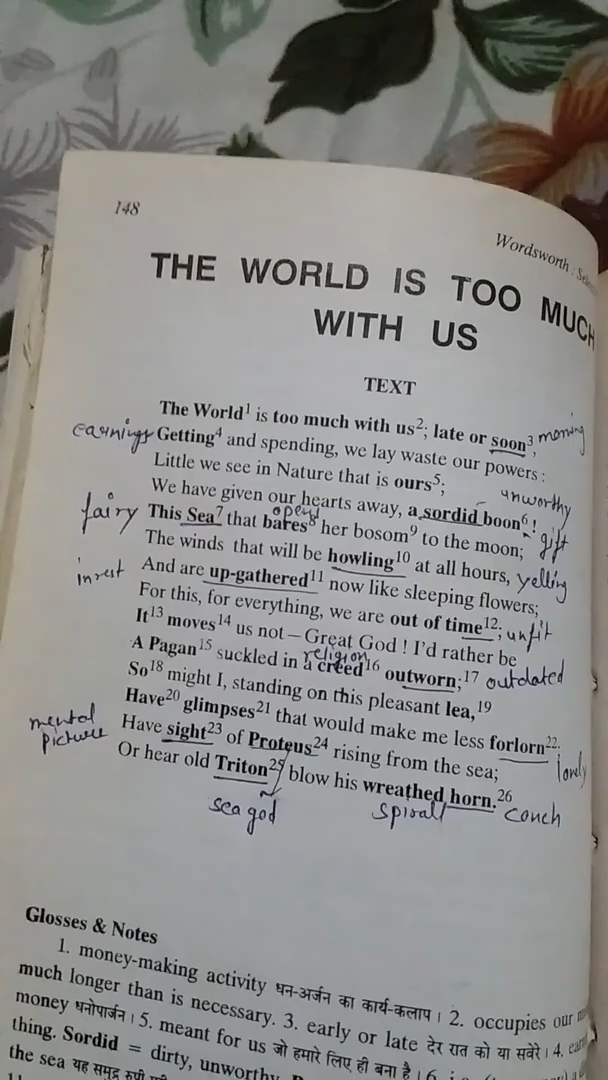 148
Wordsworth :
THE WORLD IS TOO MUCH
WITH US
TEXT
The World¹ is too much with us²; late or soon³, morning
earnings Getting⁴ and spending, we lay waste our powers :
Little we see in Nature that is ours⁵;
unworthy
We have given our hearts away, a sordid boon⁶ ! gift
opens
fairy This Sea⁷ that bares⁸ her bosom⁹ to the moon;
The winds that will be howling¹⁰ at all hours, yelling
in rest And are up-gathered¹¹ now like sleeping flowers;
For this, for everything, we are out of time¹²; unfit
It¹³ moves¹⁴ us not – Great God ! I'd rather be
religion
A Pagan¹⁵ suckled in a creed¹⁶ outworn;¹⁷ outdated
So¹⁸ might I, standing on this pleasant lea,¹⁹
Have²⁰ glimpses²¹ that would make me less forlorn²²; lonely
mental picture Have sight²³ of Proteus²⁴ rising from the sea;
Or hear old Triton²⁵ blow his wreathed horn.²⁶
sea god spirall conch
Glosses & Notes
1. money-making activity धन-अर्जन का कार्य-कलाप। 2. occupies our
much longer than is necessary. 3. early or late देर रात को या सवेरे। 4.
money धनोपार्जन। 5. meant for us जो हमारे लिए ही बना है। 6. i.e.
thing. Sordid = dirty, unworthy.
the sea यह समुद्र